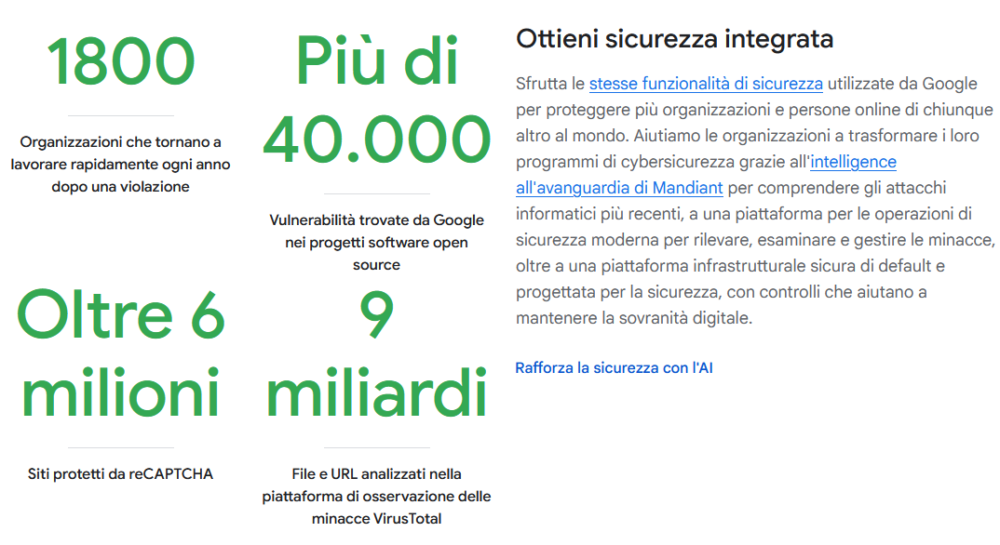 1800
Organizzazioni che tornano a
lavorare rapidamente ogni anno
dopo una violazione
Più di
40.000
Vulnerabilità trovate da Google
nei progetti software open
source
Oltre 6
milioni
Siti protetti da reCAPTCHA
9
miliardi
File e URL analizzati nella
piattaforma di osservazione delle
minacce VirusTotal
Ottieni sicurezza integrata
Sfrutta le stesse funzionalità di sicurezza utilizzate da Google
per proteggere più organizzazioni e persone online di chiunque
altro al mondo. Aiutiamo le organizzazioni a trasformare i loro
programmi di cybersicurezza grazie all'intelligence
all'avanguardia di Mandiant per comprendere gli attacchi
informatici più recenti, a una piattaforma per le operazioni di
sicurezza moderna per rilevare, esaminare e gestire le minacce,
oltre a una piattaforma infrastrutturale sicura di default e
progettata per la sicurezza, con controlli che aiutano a
mantenere la sovranità digitale.
Rafforza la sicurezza con l'AI